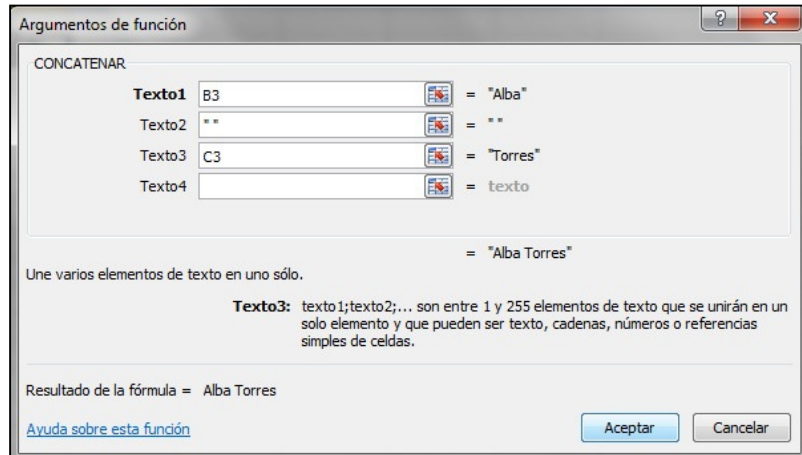 Argumentos de función
?
X
CONCATENAR
Texto1 B3 = "Alba"
Texto2 " " = " "
Texto3 C3 = "Torres"
Texto4 = texto
= "Alba Torres"
Une varios elementos de texto en uno sólo.
Texto3: texto1;texto2;... son entre 1 y 255 elementos de texto que se unirán en un
solo elemento y que pueden ser texto, cadenas, números o referencias
simples de celdas.
Resultado de la fórmula = Alba Torres
Ayuda sobre esta función
Aceptar
Cancelar